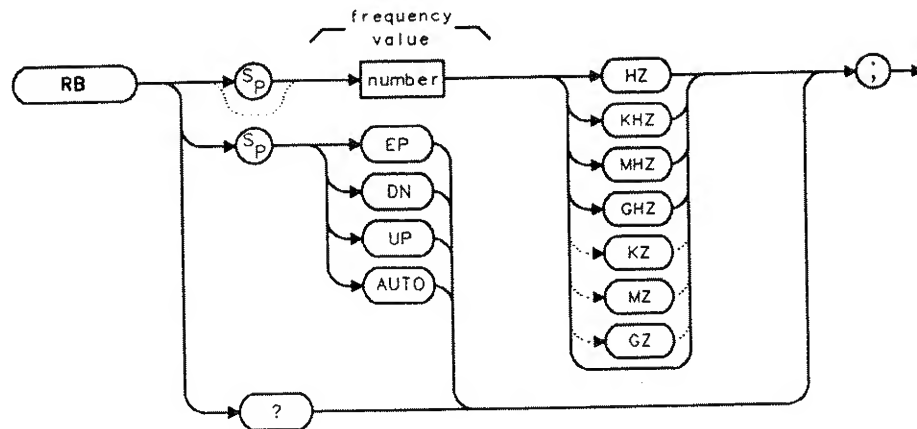 frequency
value
RB
SP
number
HZ
KHZ
MHZ
GHZ
KZ
MZ
GZ
;
SP
EP
DN
UP
AUTO
?